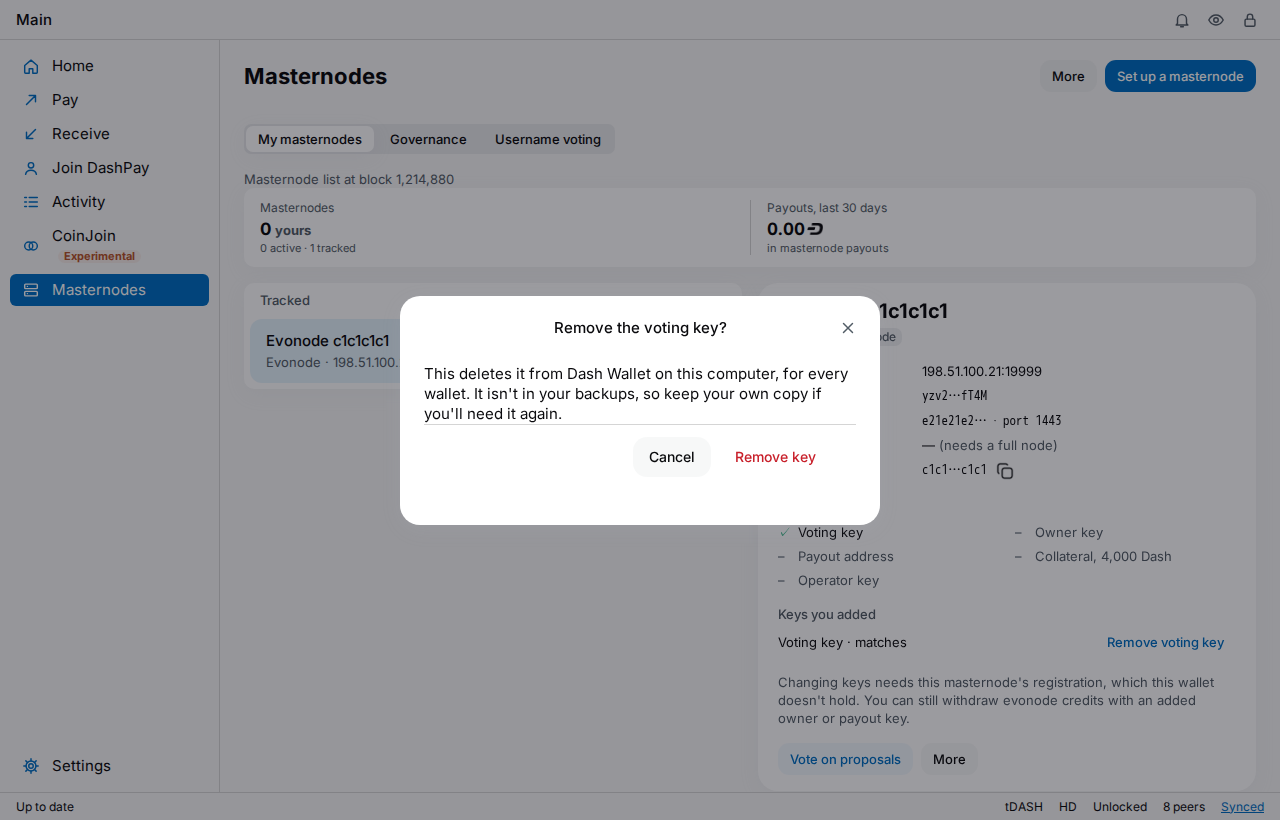 Main
Home
Pay
Receive
Join DashPay
Activity
CoinJoin
Experimental
Masternodes
Settings
Masternodes
More
Set up a masternode
My masternodes
Governance
Username voting
Masternode list at block 1,214,880
Masternodes
0 yours
0 active · 1 tracked
Payouts, last 30 days
0.00
in masternode payouts
Tracked
Evonode c1c1c1c1
Evonode · 198.51.100.
Remove the voting key?
This deletes it from Dash Wallet on this computer, for every
wallet. It isn't in your backups, so keep your own copy if
you'll need it again.
Cancel
Remove key
1c1c1c1
198.51.100.21:19999
yzv2···fT4M
e21e21e2··· · port 1443
— (needs a full node)
c1c1···c1c1
✓ Voting key
– Owner key
– Payout address
– Collateral, 4,000 Dash
– Operator key
Keys you added
Voting key · matches
Remove voting key
Changing keys needs this masternode's registration, which this wallet
doesn't hold. You can still withdraw evonode credits with an added
owner or payout key.
Vote on proposals
More
Up to date
tDASH
HD
Unlocked
8 peers
Synced